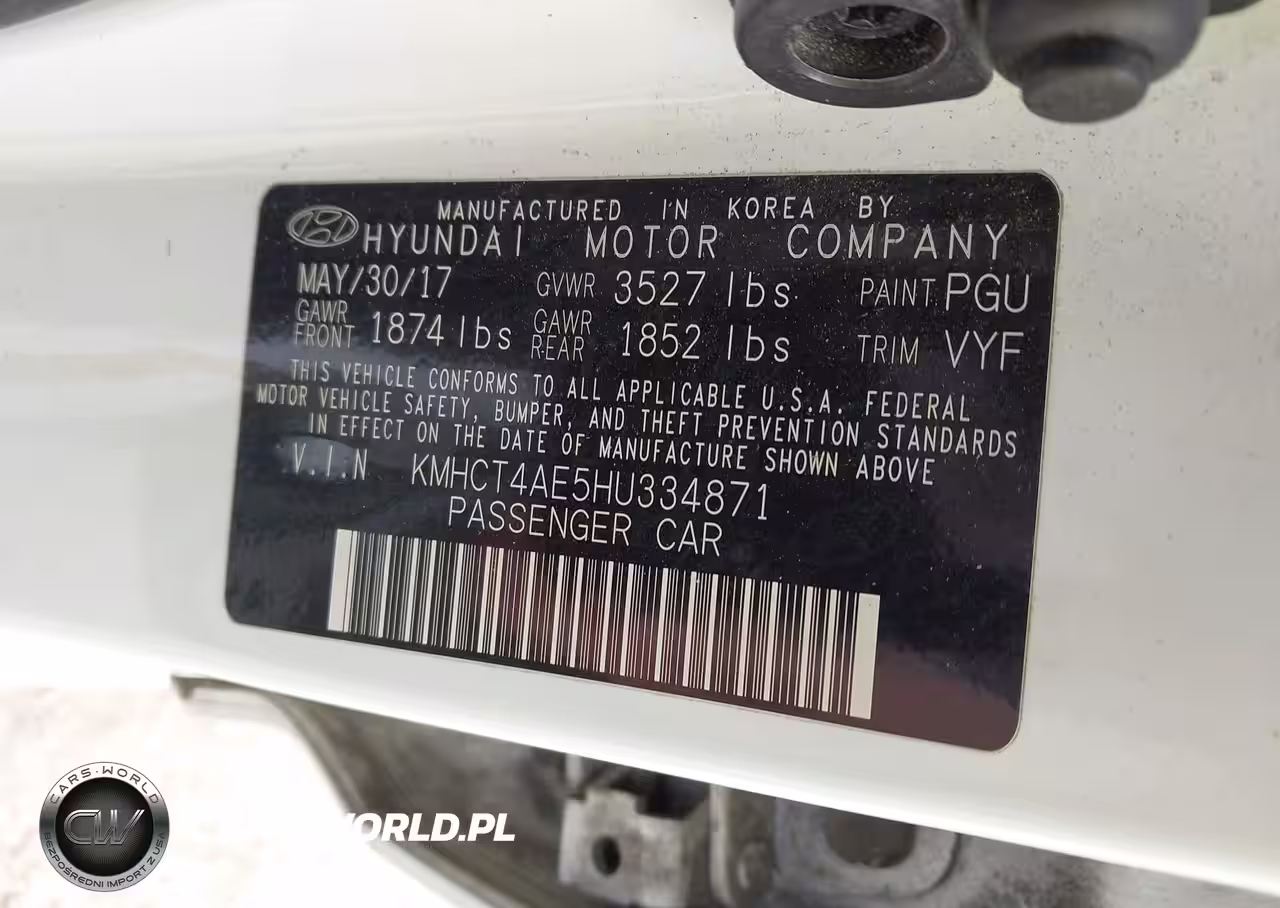 MANUFACTURED IN KOREA BY
HYUNDAI MOTOR COMPANY
MAY/30/17 GVWR 3527 lbs PAINT PGU
GAWR FRONT 1874 lbs GAWR REAR 1852 lbs TRIM VYF
THIS VEHICLE CONFORMS TO ALL APPLICABLE U.S.A. FEDERAL
MOTOR VEHICLE SAFETY, BUMPER, AND THEFT PREVENTION STANDARDS
IN EFFECT ON THE DATE OF MANUFACTURE SHOWN ABOVE
V.I.N KMHCT4AE5HU334871
PASSENGER CAR
CARS-WORLD
CW
BEZPOŚREDNI IMPORT Z USA
WORLD.PL